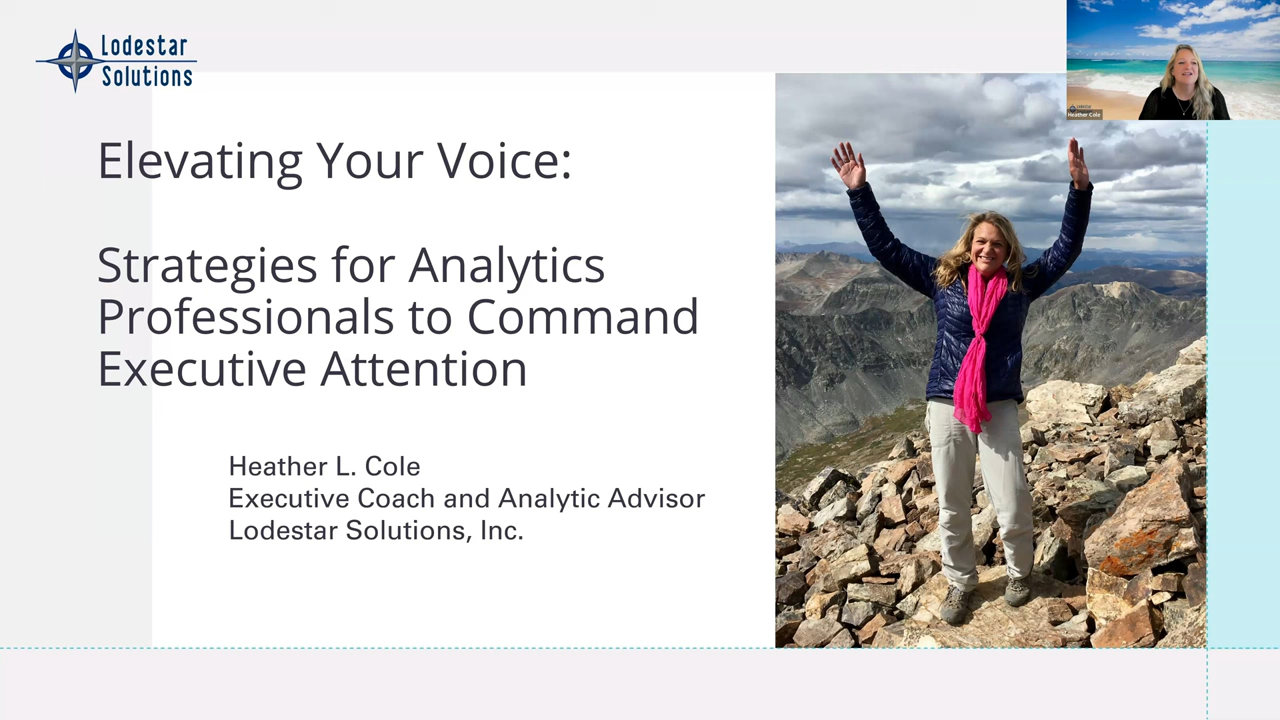 Lodestar
Solutions
Elevating Your Voice:
Strategies for Analytics
Professionals to Command
Executive Attention
Heather L. Cole
Executive Coach and Analytic Advisor
Lodestar Solutions, Inc.
Heather Cole